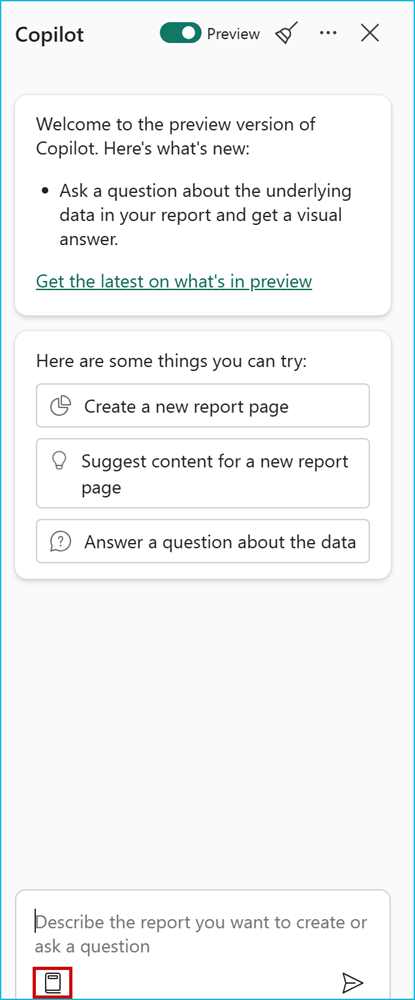 Copilot
Preview
Welcome to the preview version of
Copilot. Here's what's new:
• Ask a question about the underlying
data in your report and get a visual
answer.
Get the latest on what's in preview
Here are some things you can try:
Create a new report page
Suggest content for a new report
page
Answer a question about the data
Describe the report you want to create or
ask a question